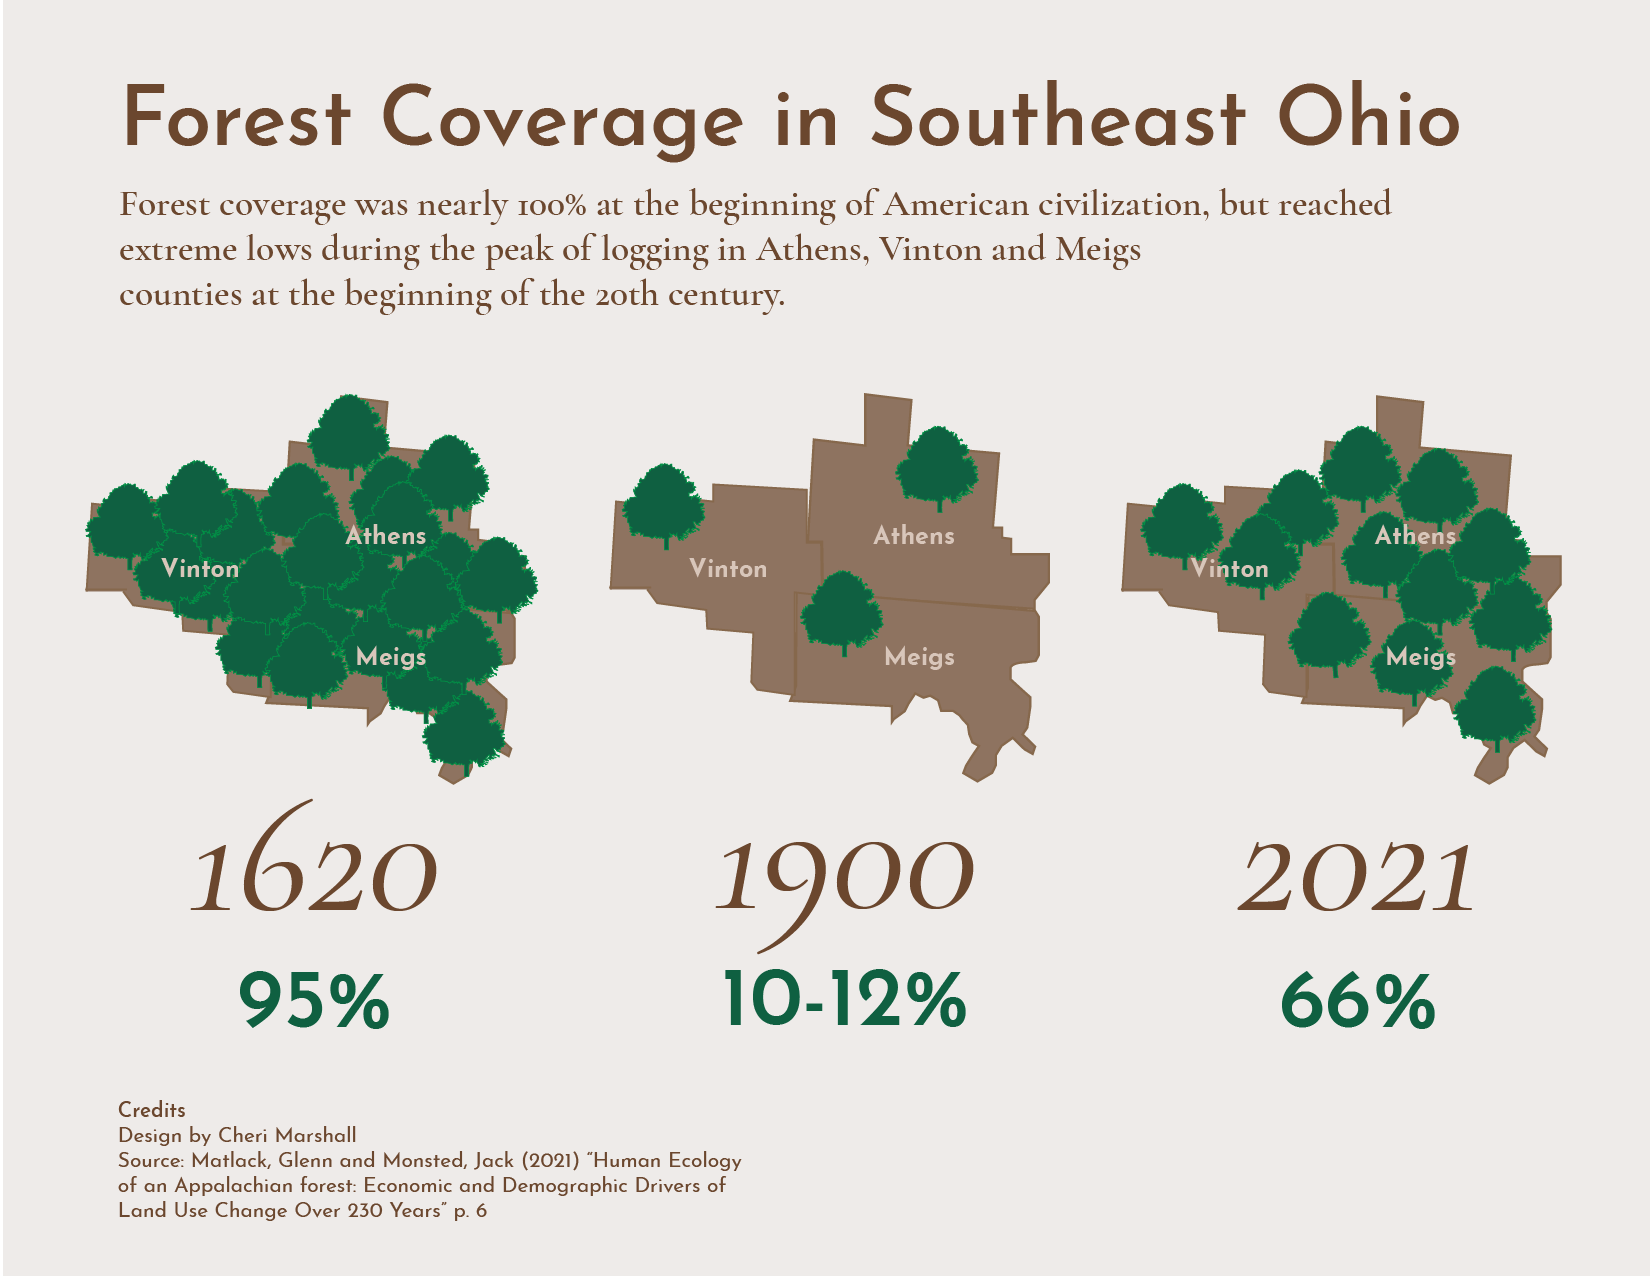 Forest Coverage in Southeast Ohio
Forest coverage was nearly 100% at the beginning of American civilization, but reached
extreme lows during the peak of logging in Athens, Vinton and Meigs
counties at the beginning of the 20th century.
Athens
Vinton
Meigs
Athens
Vinton
Meigs
Athens
Vinton
Meigs
1620
1900
2021
95%
10-12%
66%
Credits
Design by Cheri Marshall
Source: Matlack, Glenn and Monsted, Jack (2021) "Human Ecology
of an Appalachian forest: Economic and Demographic Drivers of
Land Use Change Over 230 Years" p. 6